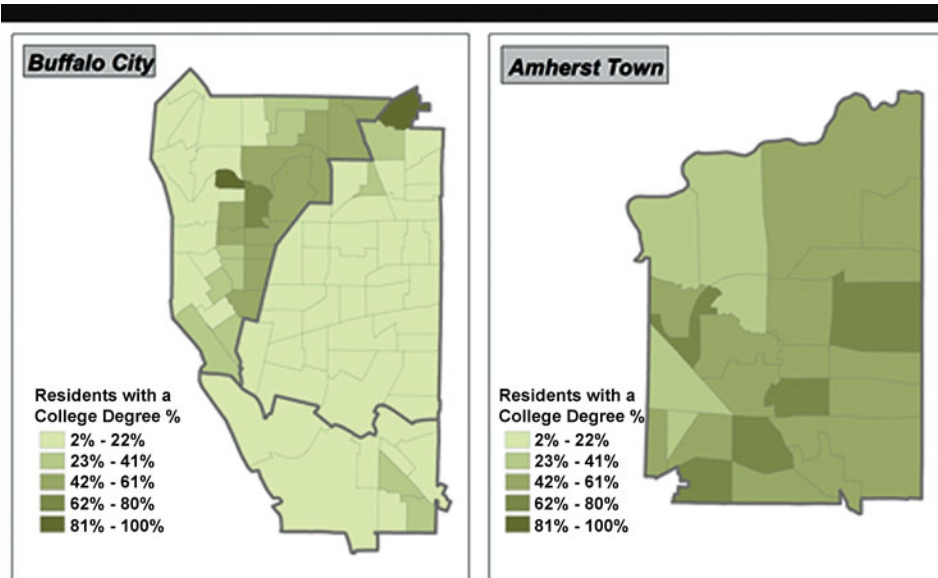 Buffalo City
Residents with a
College Degree %
2% - 22%
23% - 41%
42% - 61%
62% - 80%
81% - 100%
Amherst Town
Residents with a
College Degree %
2% - 22%
23% - 41%
42% - 61%
62% - 80%
81% - 100%